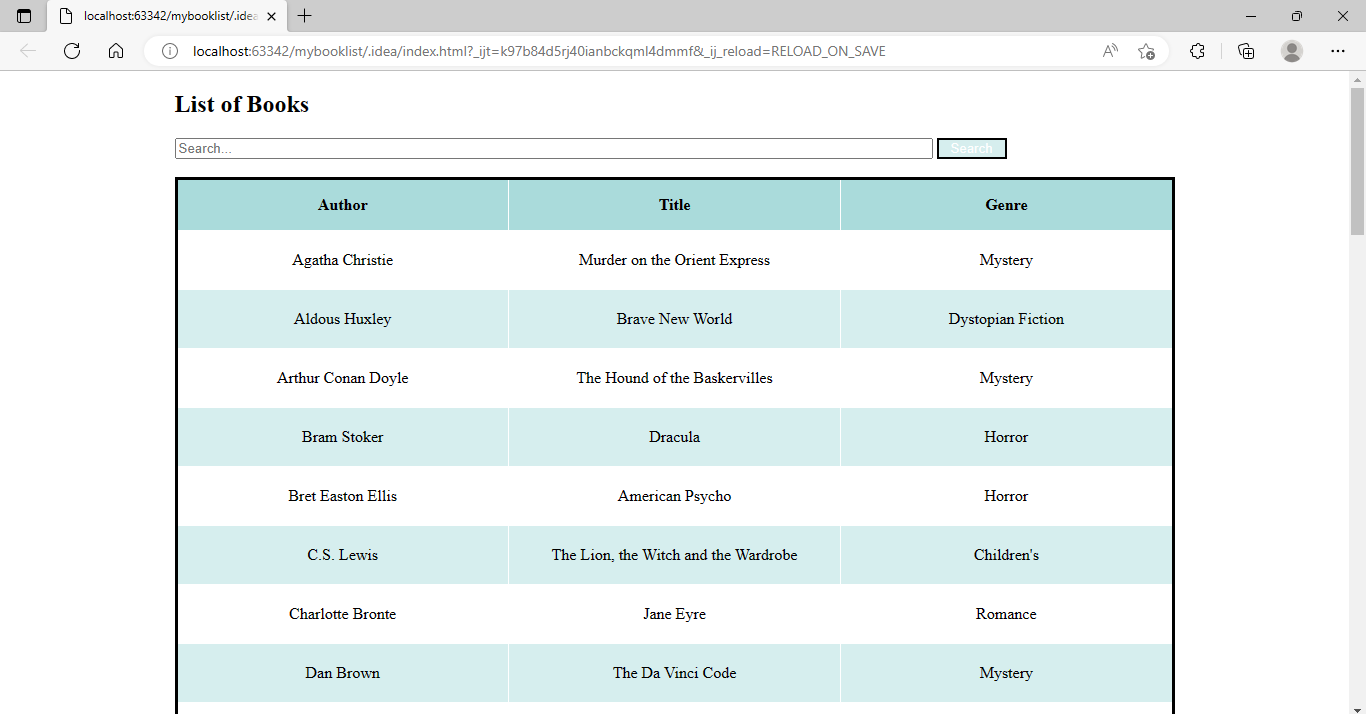 localhost:63342/mybooklist/.idea
localhost:63342/mybooklist/.idea/index.html?_ijt=k97b84d5rj40ianbckqml4dmmf&_ij_reload=RELOAD_ON_SAVE
List of Books
Search... Search
Author Title Genre
Agatha Christie Murder on the Orient Express Mystery
Aldous Huxley Brave New World Dystopian Fiction
Arthur Conan Doyle The Hound of the Baskervilles Mystery
Bram Stoker Dracula Horror
Bret Easton Ellis American Psycho Horror
C.S. Lewis The Lion, the Witch and the Wardrobe Children's
Charlotte Bronte Jane Eyre Romance
Dan Brown The Da Vinci Code Mystery